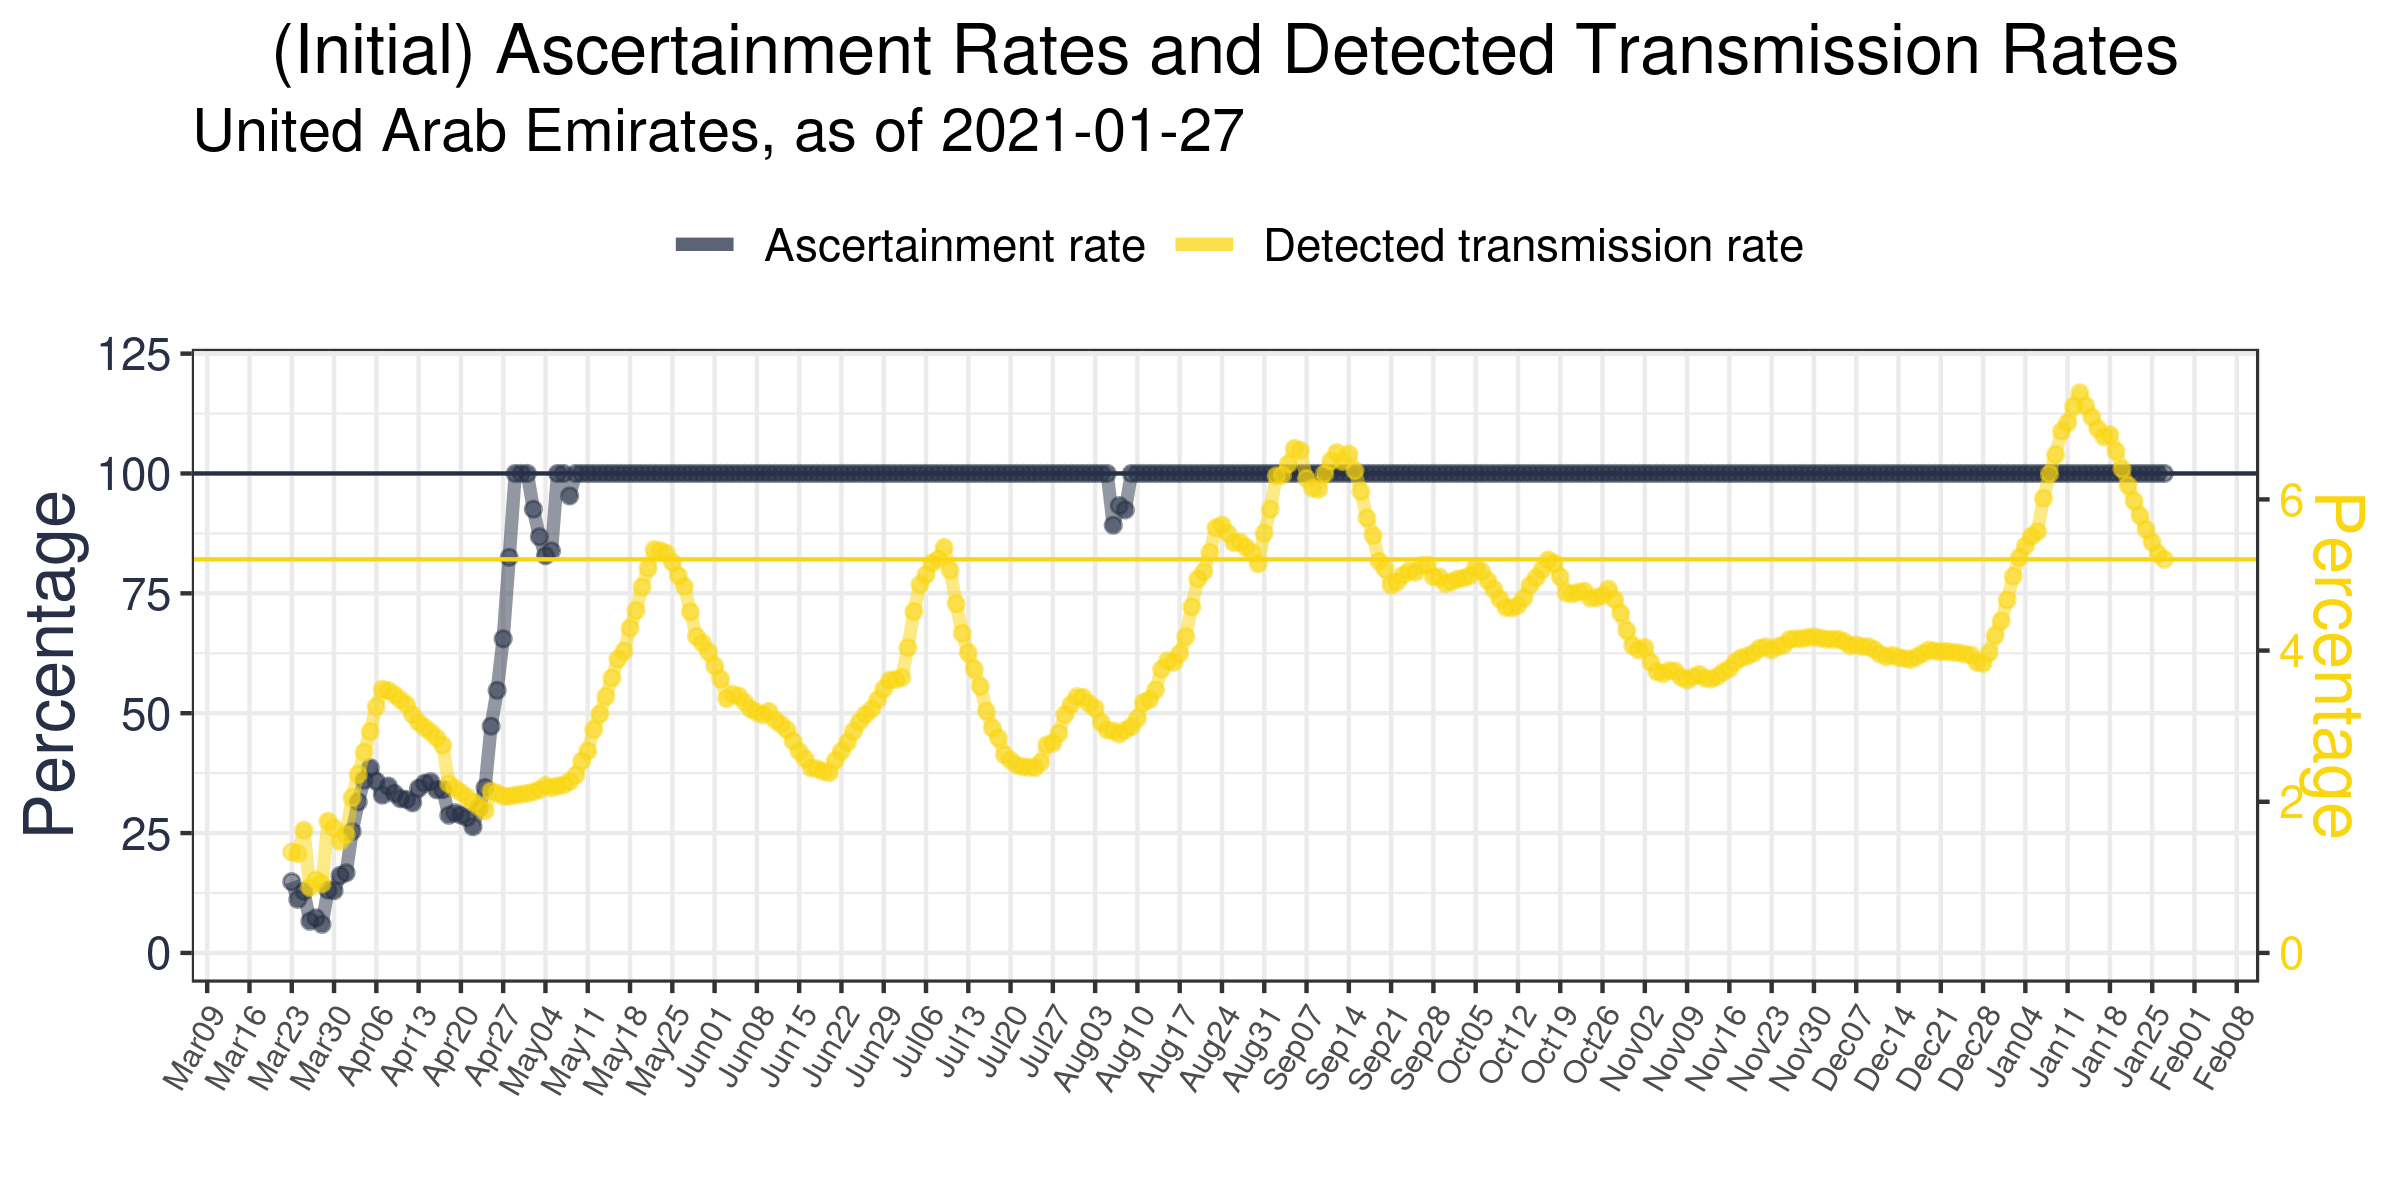 (Initial) Ascertainment Rates and Detected Transmission Rates
United Arab Emirates, as of 2021-01-27
Ascertainment rate
Detected transmission rate
Percentage
125
100
75
50
25
0
6
4
2
0
Percentage
Mar09
Mar16
Mar23
Mar30
Apr06
Apr13
Apr20
Apr27
May04
May11
May18
May25
Jun01
Jun08
Jun15
Jun22
Jun29
Jul06
Jul13
Jul20
Jul27
Aug03
Aug10
Aug17
Aug24
Aug31
Sep07
Sep14
Sep21
Sep28
Oct05
Oct12
Oct19
Oct26
Nov02
Nov09
Nov16
Nov23
Nov30
Dec07
Dec14
Dec21
Dec28
Jan04
Jan11
Jan18
Jan25
Feb01
Feb08